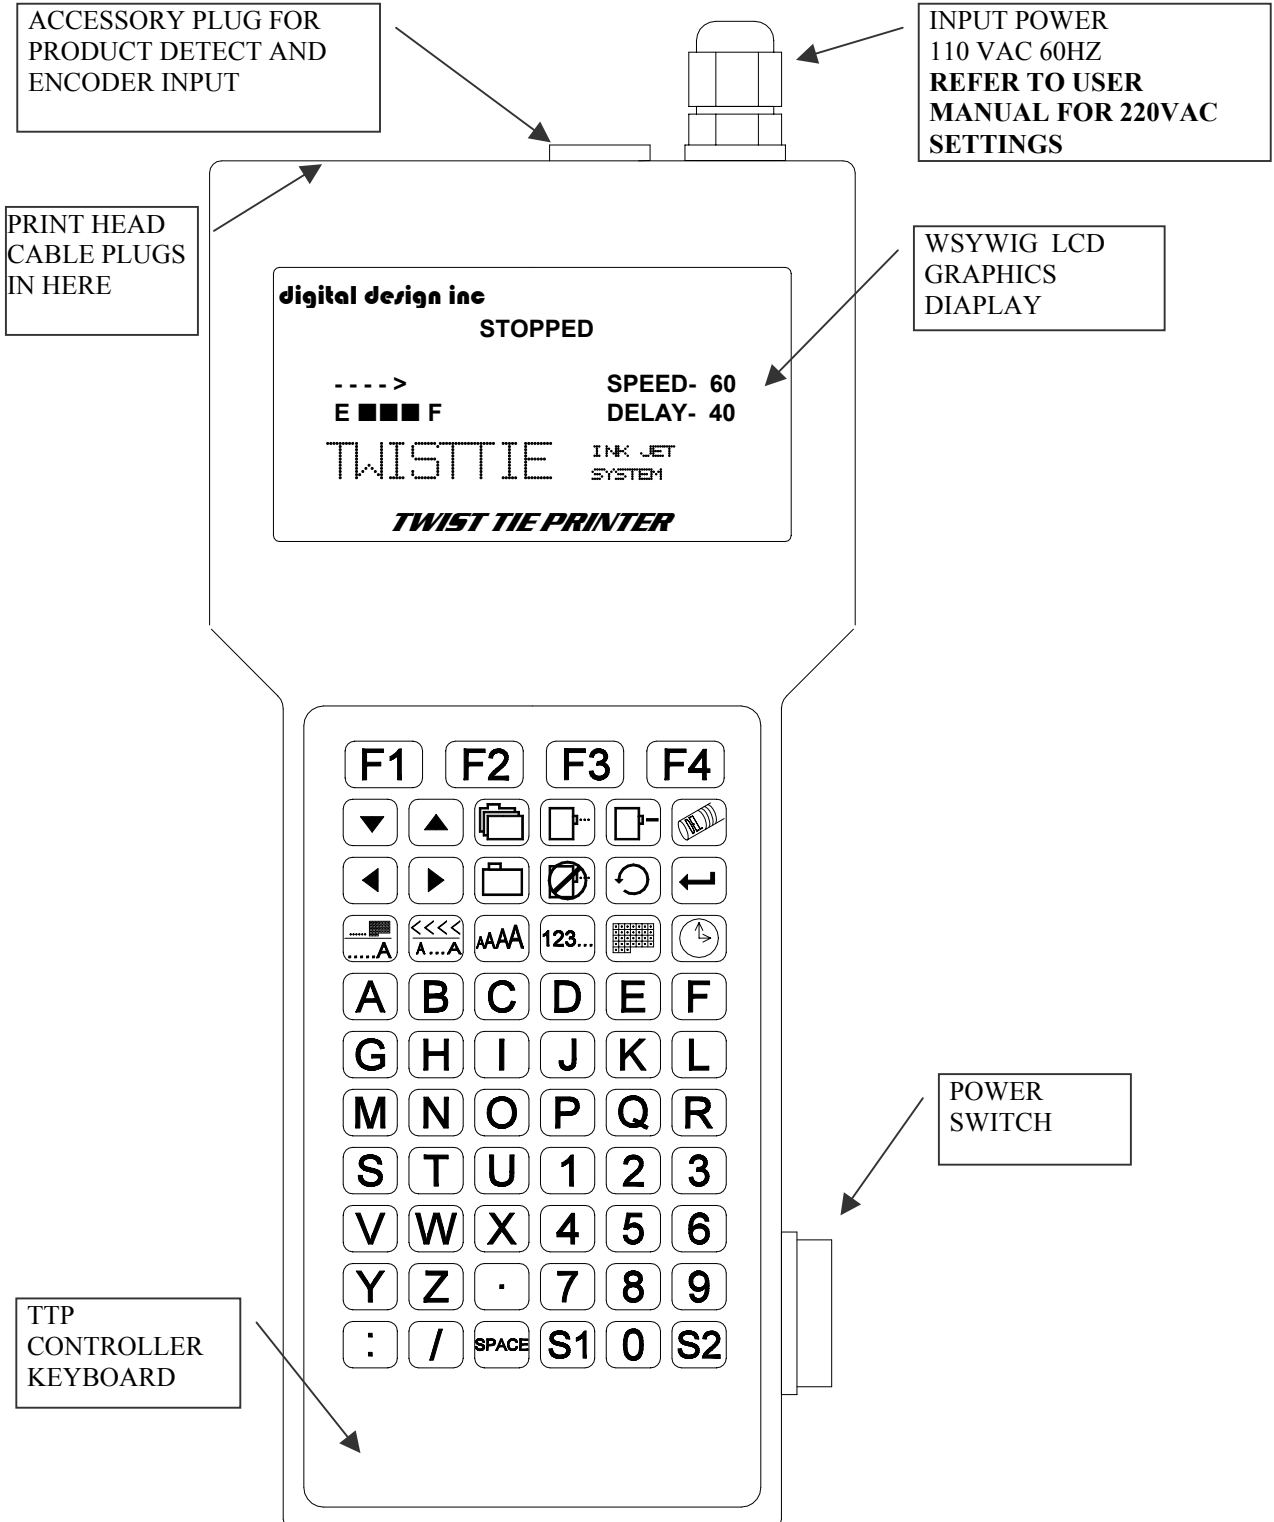 ACCESSORY PLUG FOR
PRODUCT DETECT AND
ENCODER INPUT
INPUT POWER
110 VAC 60HZ
REFER TO USER
MANUAL FOR 220VAC
SETTINGS
PRINT HEAD
CABLE PLUGS
IN HERE
WSYWIG LCD
GRAPHICS
DIAPLAY
digital design inc
STOPPED
----> SPEED- 60
E ■■■ F DELAY- 40
TWISTTIE
INK JET
SYSTEM
TWIST TIE PRINTER
F1 F2 F3 F4
DEL
.....A
<<<<
A...A
AAAA
123...
A B C D E F
G H I J K L
M N O P Q R
S T U 1 2 3
V W X 4 5 6
Y Z . 7 8 9
: / SPACE S1 0 S2
POWER
SWITCH
TTP
CONTROLLER
KEYBOARD